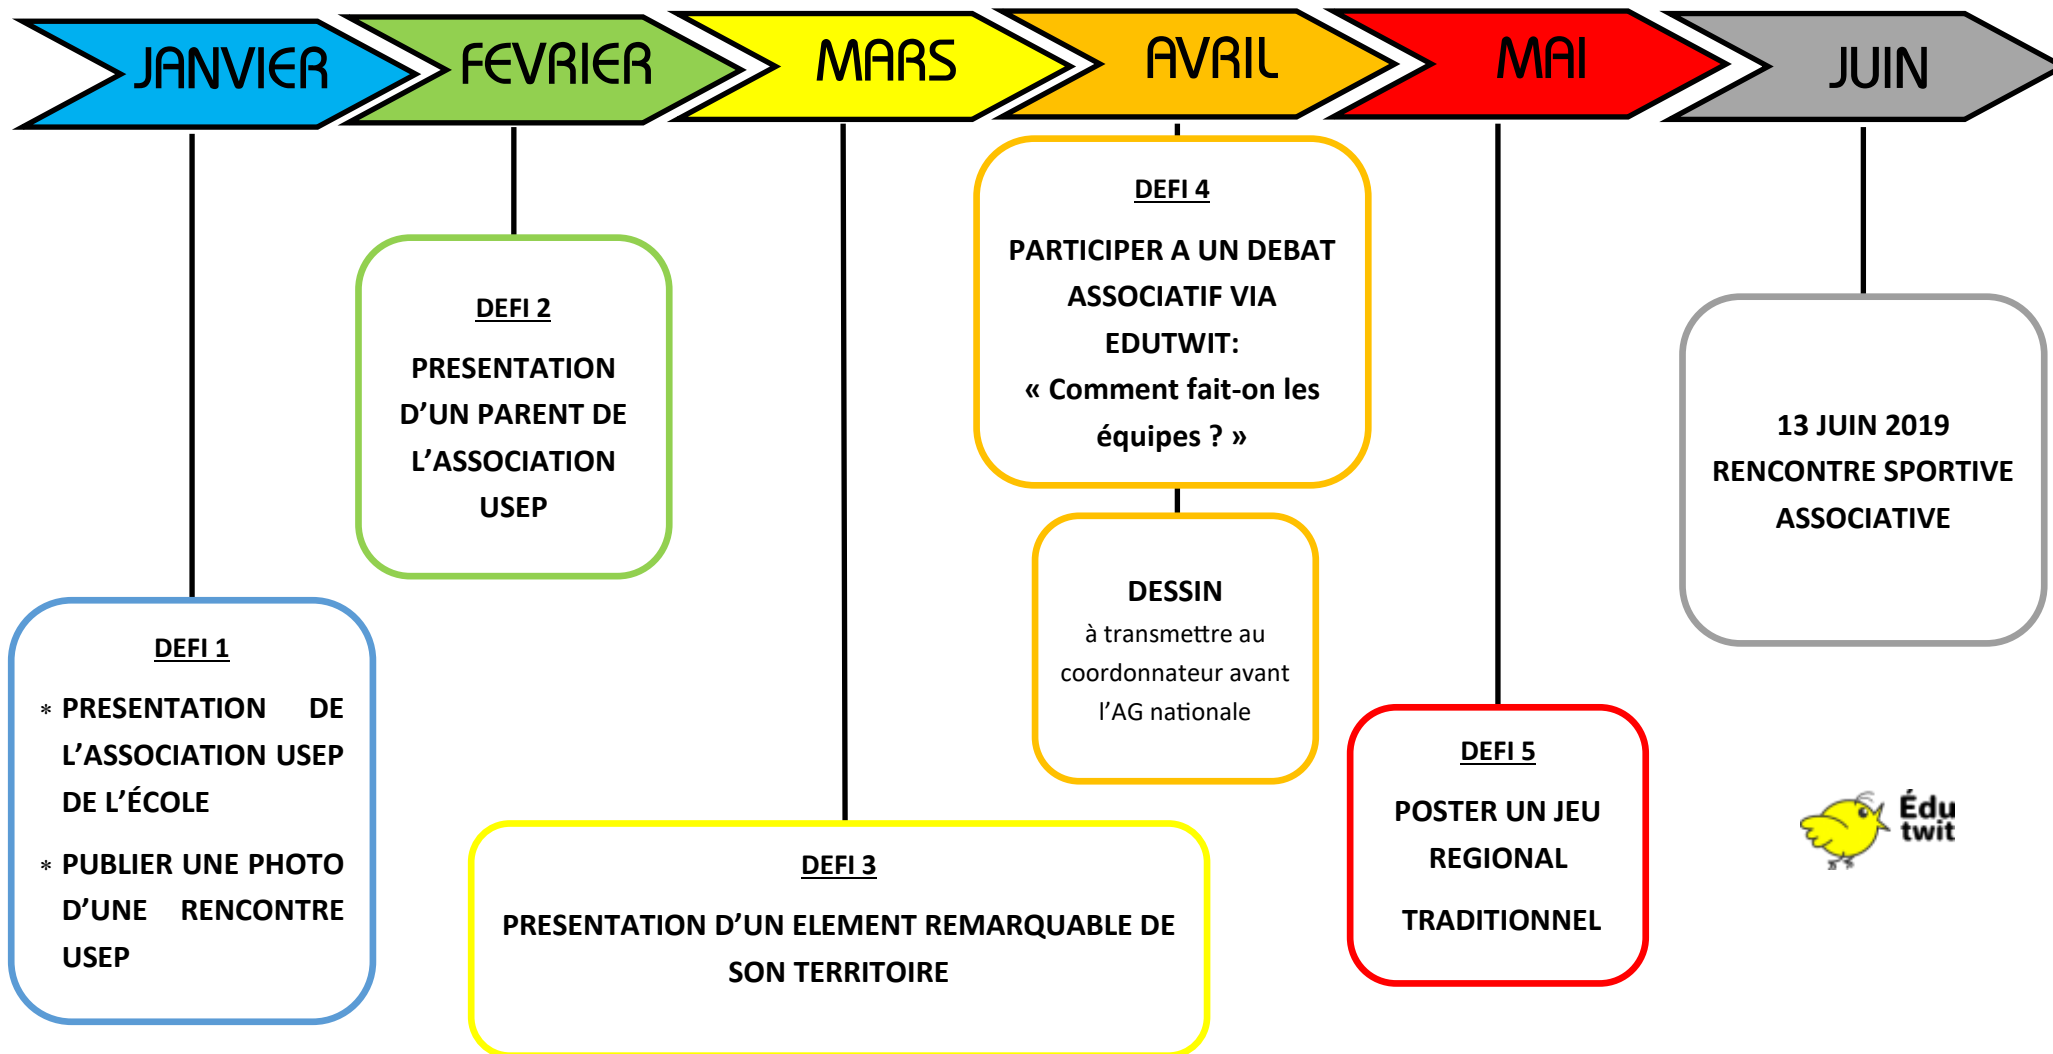 JANVIER
FEVRIER
MARS
AVRIL
MAI
JUIN
DEFI 1
* PRESENTATION DE
L’ASSOCIATION USEP
DE L’ÉCOLE
* PUBLIER UNE PHOTO
D’UNE RENCONTRE
USEP
DEFI 2
PRESENTATION
D’UN PARENT DE
L’ASSOCIATION
USEP
DEFI 3
PRESENTATION D’UN ELEMENT REMARQUABLE DE
SON TERRITOIRE
DEFI 4
PARTICIPER A UN DEBAT
ASSOCIATIF VIA
EDUTWIT:
« Comment fait-on les
équipes ? »
DESSIN
à transmettre au
coordonnateur avant
l’AG nationale
DEFI 5
POSTER UN JEU
REGIONAL
TRADITIONNEL
13 JUIN 2019
RENCONTRE SPORTIVE
ASSOCIATIVE
Édu
twit